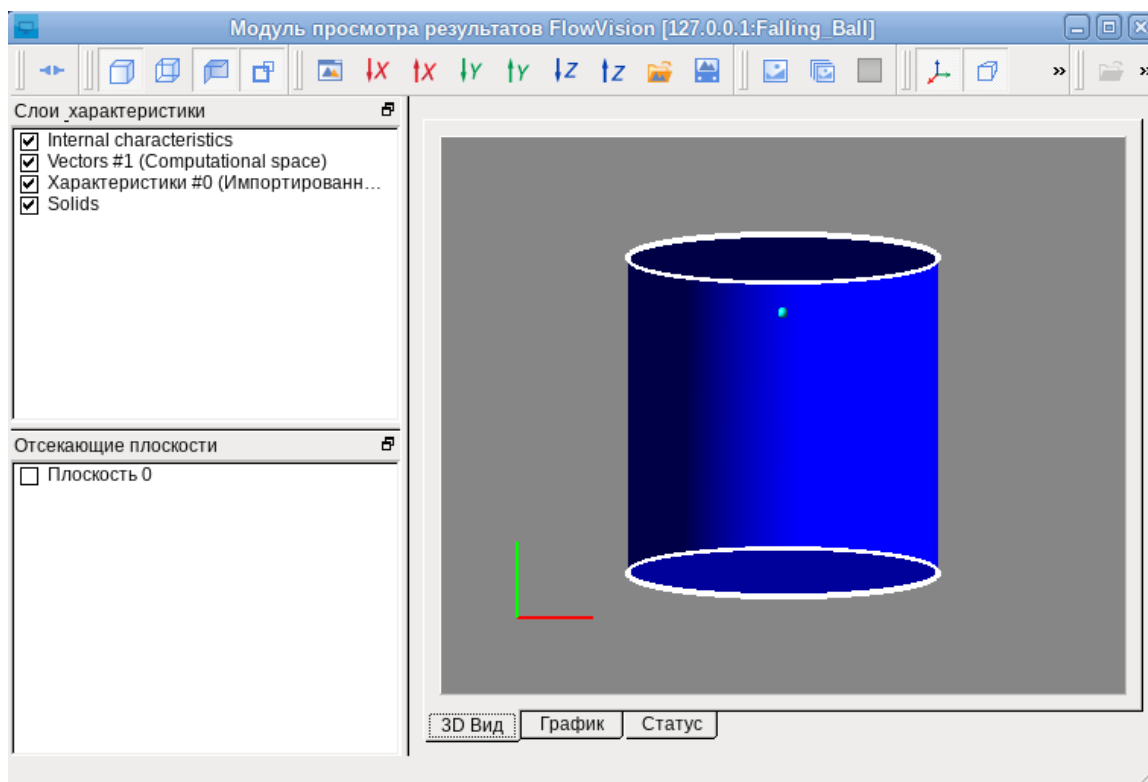 Модуль просмотра результатов FlowVision [127.0.0.1:Falling_Ball]
X X Y Y Z Z » »
Слои _характеристики
Internal characteristics
Vectors #1 (Computational space)
Характеристики #0 (Импортированн...
Solids
Отсекающие плоскости
Плоскость 0
3D Вид График Статус